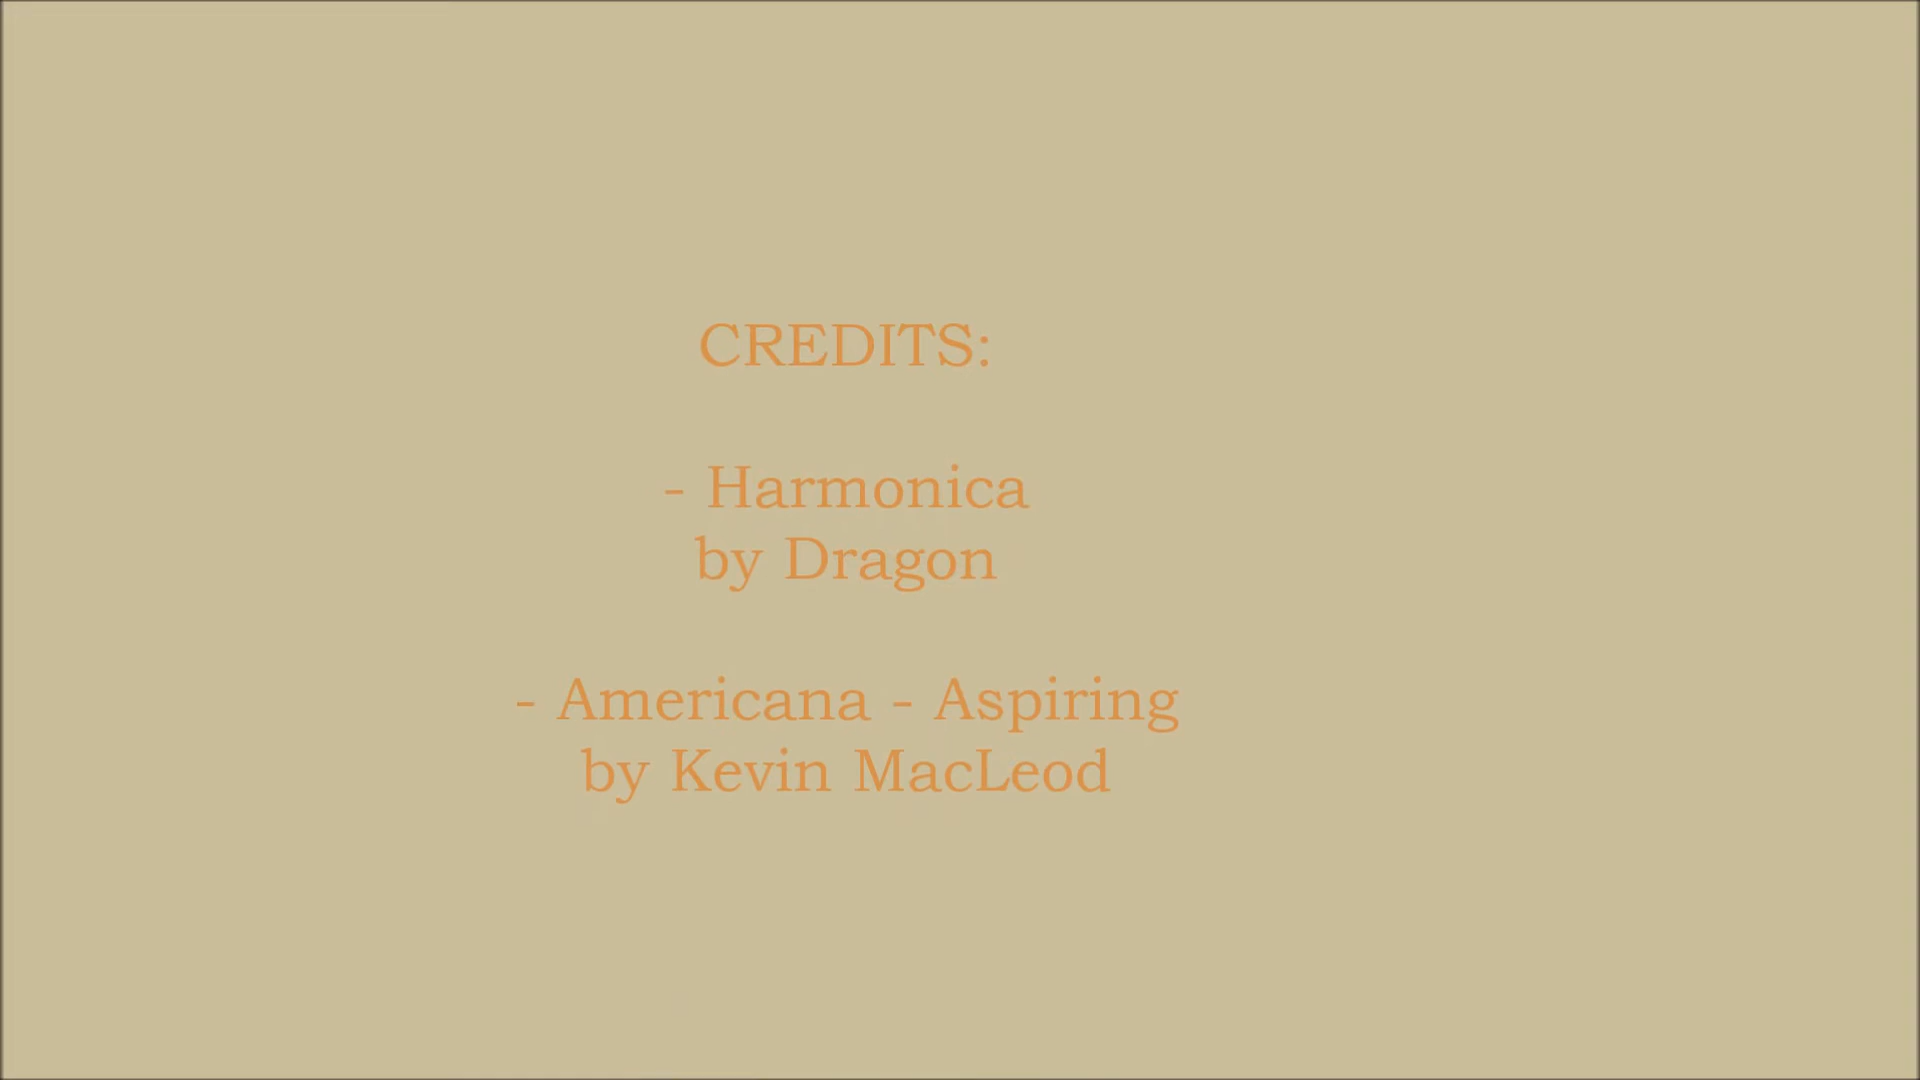 CREDITS:
- Harmonica
by Dragon
- Americana - Aspiring
by Kevin MacLeod